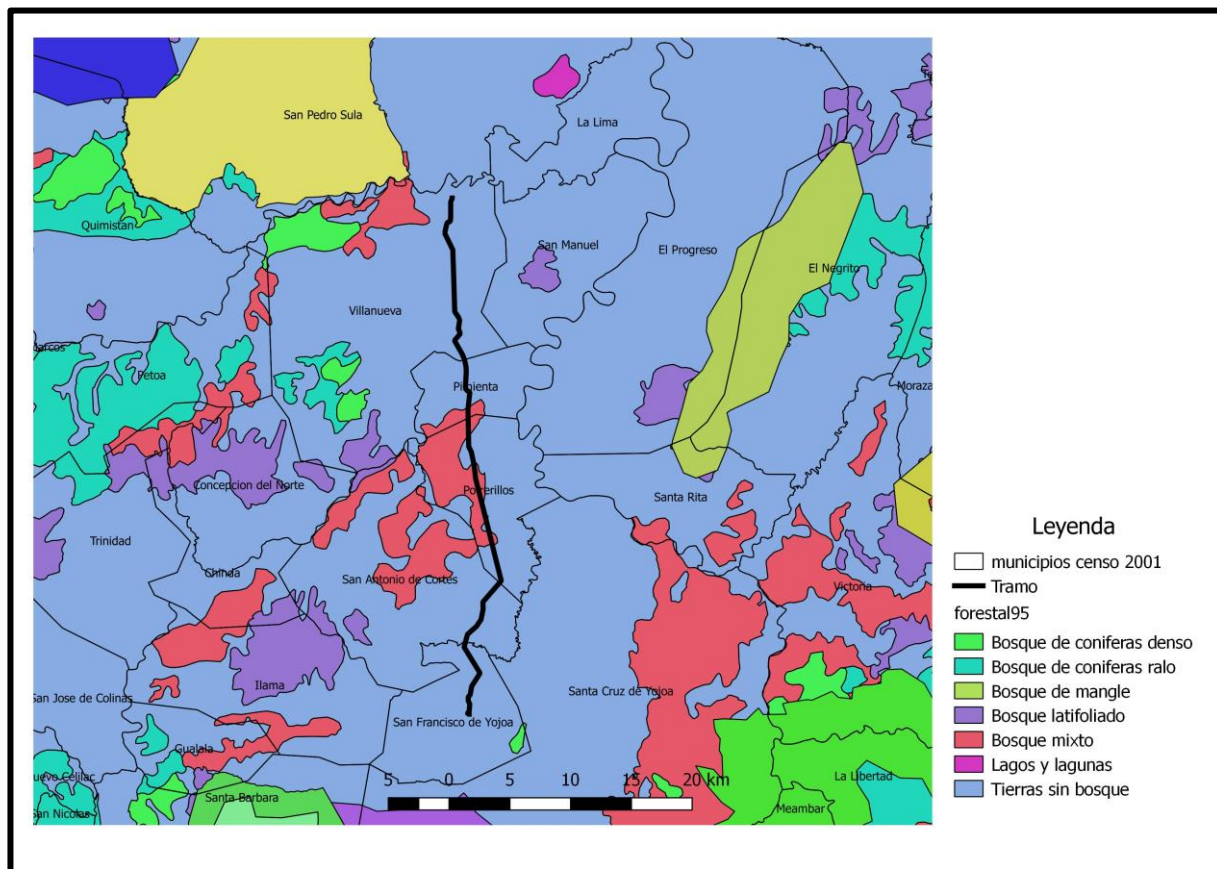 San Pedro Sula
La Lima
Quimistan
San Manuel
El Progreso
El Negrito
Villanueva
Petoa
Pimienta
Moraza
Concepcion del Norte
Potrerillos
Santa Rita
Trinidad
Chinda
San Antonio de Cortés
Victoria
Ilama
San Jose de Colinas
Santa Cruz de Yojoa
San Francisco de Yojoa
Gualala
uevo Celilac
Santa Barbara
La Libertad
San Nicolas
Meambar
5 0 5 10 15 20 km
Leyenda
municipios censo 2001
Tramo
forestal95
Bosque de coniferas denso
Bosque de coniferas ralo
Bosque de mangle
Bosque latifoliado
Bosque mixto
Lagos y lagunas
Tierras sin bosque